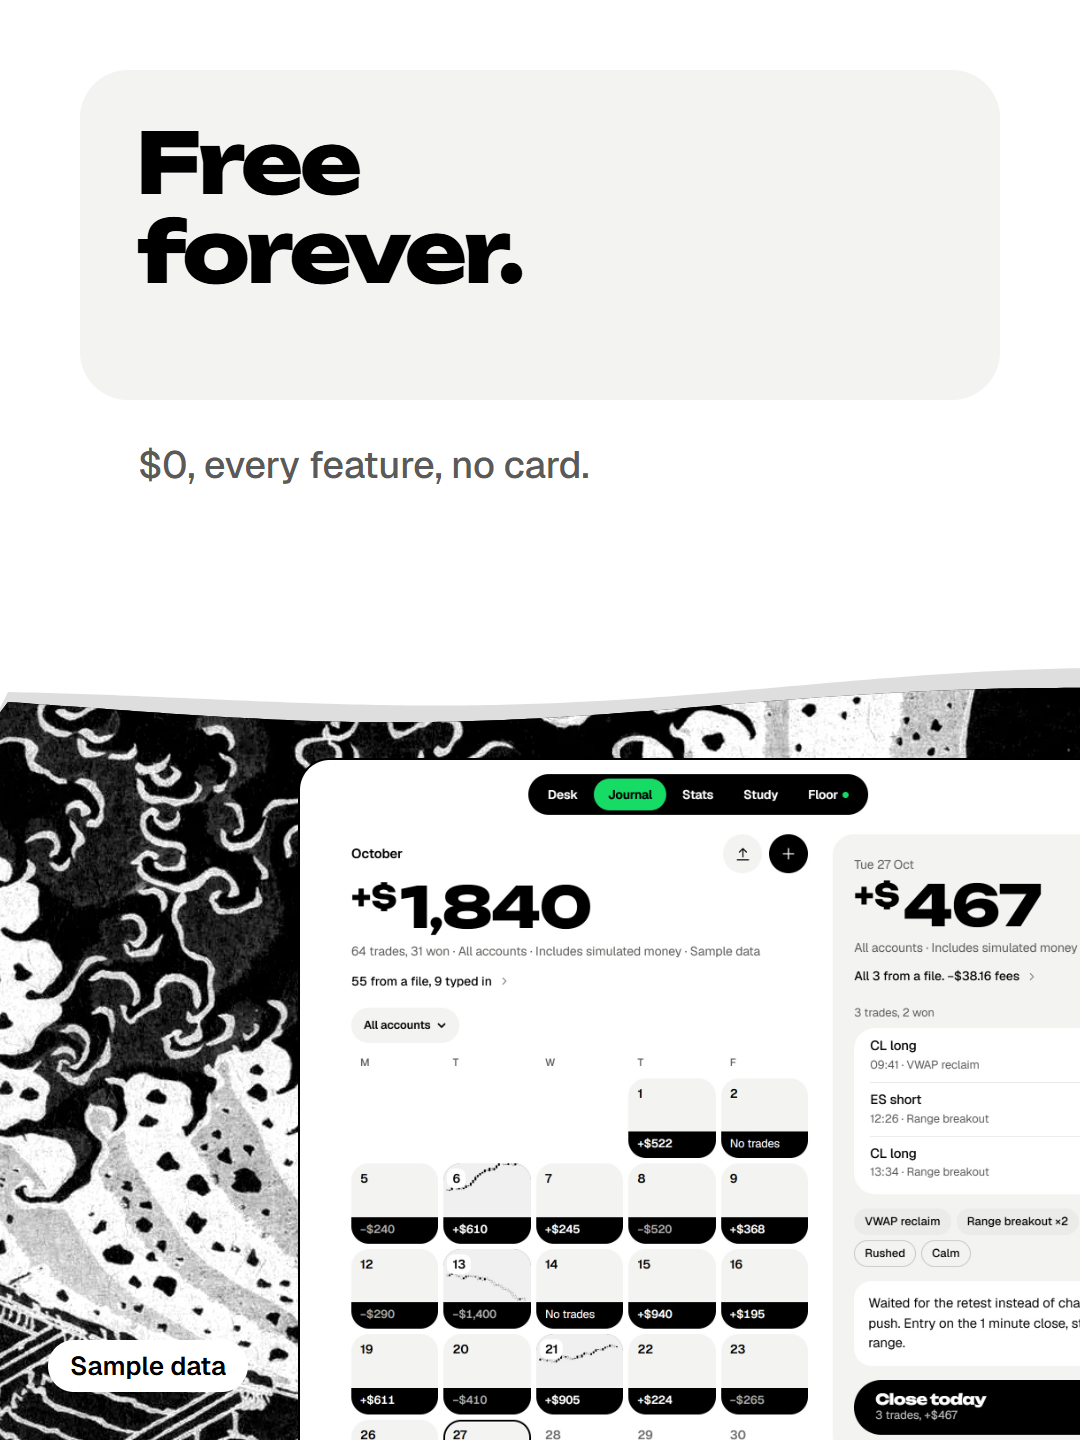 Free
forever.
$0, every feature, no card.
Desk Journal Stats Study Floor
October
+$1,840
64 trades, 31 won · All accounts · Includes simulated money · Sample data
55 from a file, 9 typed in
All accounts
M T W T F
1 2
+$522 No trades
5 6 7 8 9
−$240 +$610 +$245 −$520 +$368
12 13 14 15 16
−$290 −$1,400 No trades +$940 +$195
19 20 21 22 23
+$611 −$410 +$905 +$224 −$265
26 27 28 29 30
Tue 27 Oct
+$467
All accounts · Includes simulated money
All 3 from a file. −$38.16 fees
3 trades, 2 won
CL long
09:41 · VWAP reclaim
ES short
12:26 · Range breakout
CL long
13:34 · Range breakout
VWAP reclaim Range breakout ×2
Rushed Calm
Waited for the retest instead of cha
push. Entry on the 1 minute close, st
range.
Close today
3 trades, +$467
Sample data